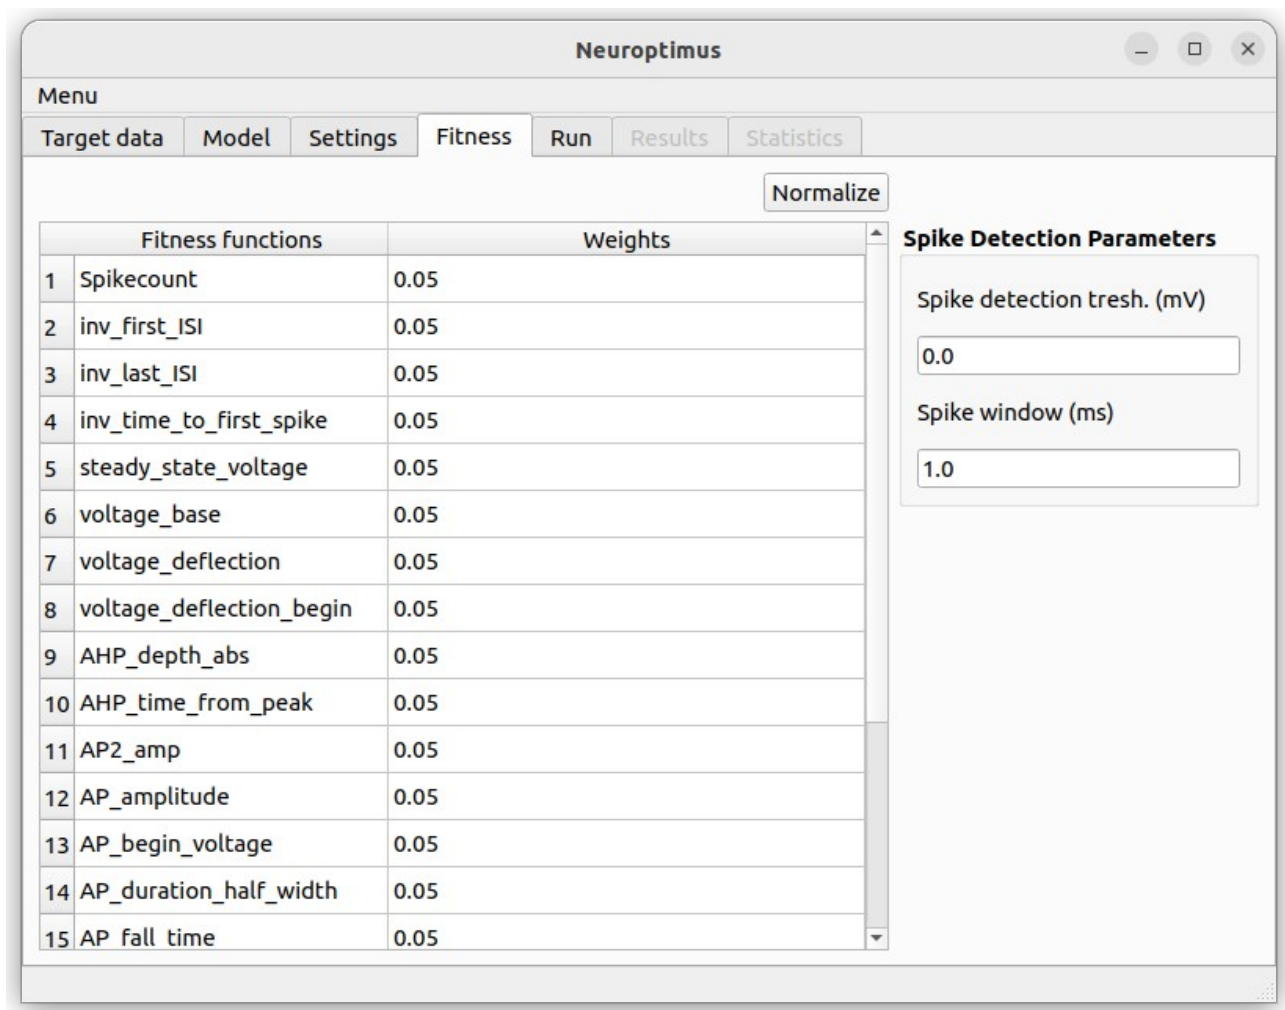 Neuroptimus
Menu
Target data Model Settings Fitness Run Results Statistics
Normalize
Fitness functions Weights
1 Spikecount 0.05
2 inv_first_ISI 0.05
3 inv_last_ISI 0.05
4 inv_time_to_first_spike 0.05
5 steady_state_voltage 0.05
6 voltage_base 0.05
7 voltage_deflection 0.05
8 voltage_deflection_begin 0.05
9 AHP_depth_abs 0.05
10 AHP_time_from_peak 0.05
11 AP2_amp 0.05
12 AP_amplitude 0.05
13 AP_begin_voltage 0.05
14 AP_duration_half_width 0.05
15 AP_fall_time 0.05
Spike Detection Parameters
Spike detection tresh. (mV)
0.0
Spike window (ms)
1.0